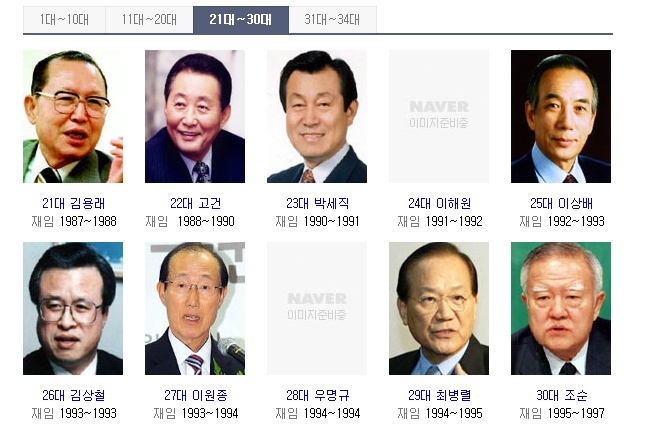 1대~10대 11대~20대 21대~30대 31대~34대
NAVER
이미지준비중
21대 김용래 22대 고건 23대 박세직 24대 이해원 25대 이상배
재임 1987~1988 재임 1988~1990 재임 1990~1991 재임 1991~1992 재임 1992~1993
NAVER
이미지준비중
26대 김상철 27대 이원종 28대 우명규 29대 최병렬 30대 조순
재임 1993~1993 재임 1993~1994 재임 1994~1994 재임 1994~1995 재임 1995~1997